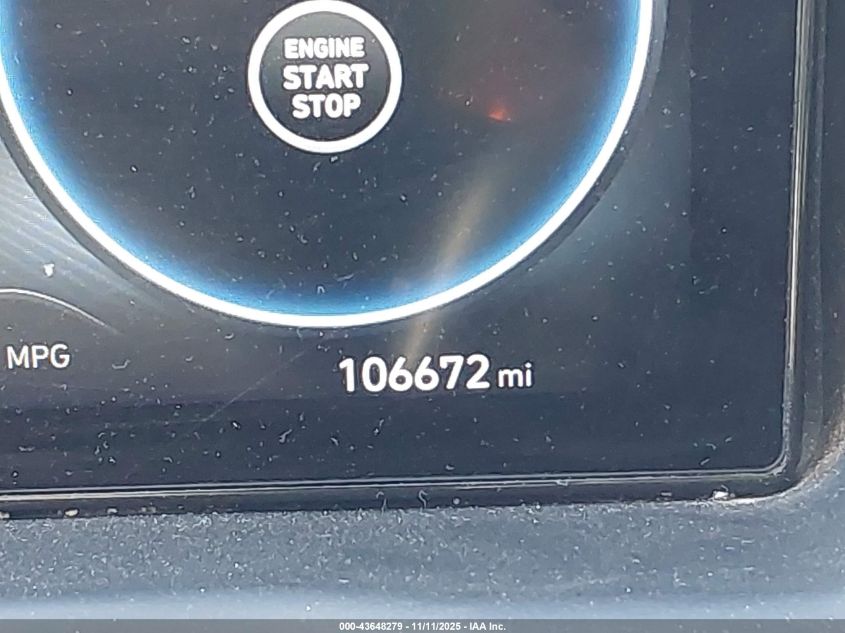 ENGINE
START
STOP
MPG
106672 mi
000-43648279 - 11/11/2025 - IAA Inc.